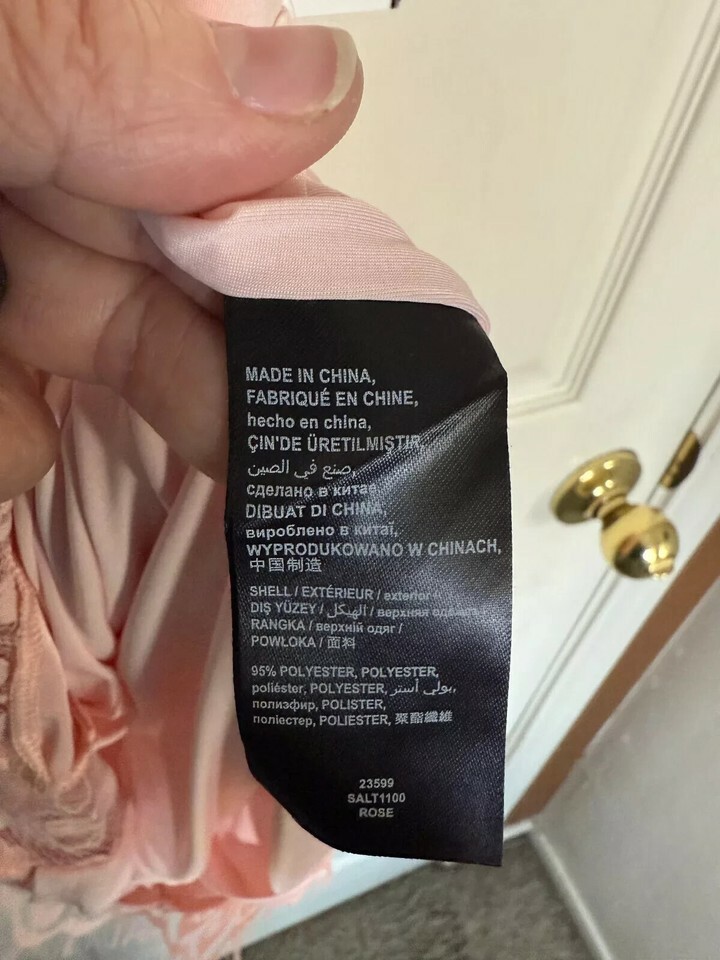 MADE IN CHINA,
FABRIQUÉ EN CHINE,
hecho en china,
ÇIN'DE ÜRETILMIŞTIR,
صنع في الصين,
сделано в китае,
DIBUAT DI CHINA,
вироблено в китаї,
WYPRODUKOWANO W CHINACH,
中国制造
SHELL / EXTÉRIEUR / exterior /
DIŞ YÜZEY / الهيكل / верхняя одежда /
RANGKA / верхній одяг /
POWŁOKA / 面料
95% POLYESTER, POLYESTER,
poliéster, POLYESTER, بولي أستر,
полиэфир, POLISTER,
поліестер, POLIESTER, 聚酯纖維
23599
SALT1100
ROSE